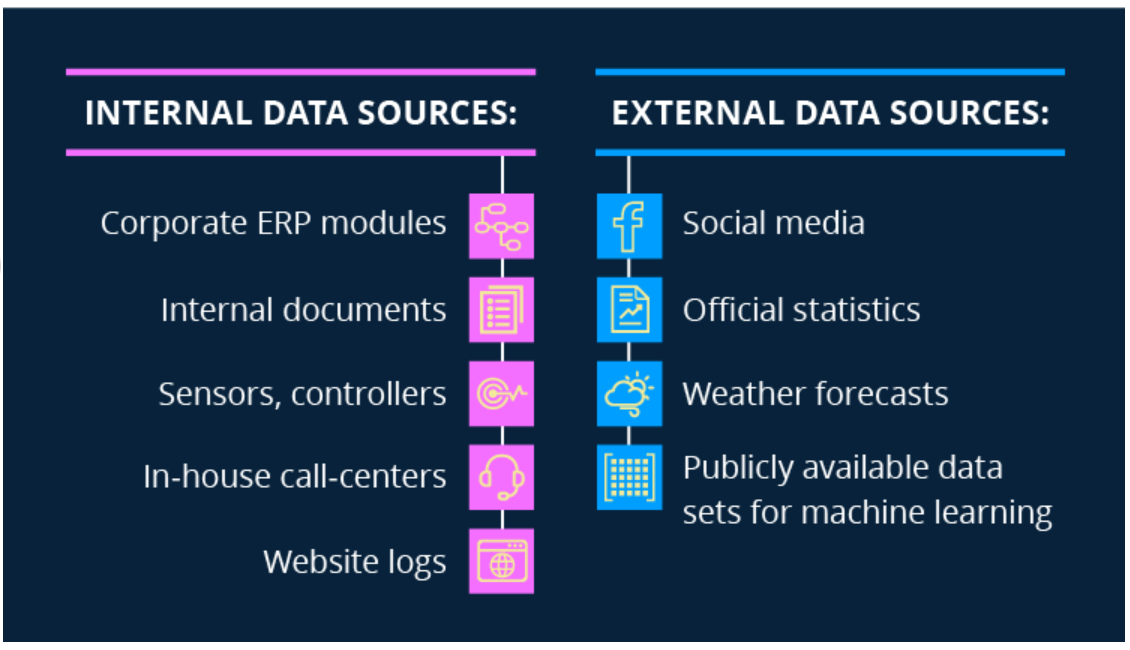 INTERNAL DATA SOURCES:
Corporate ERP modules
Internal documents
Sensors, controllers
In-house call-centers
Website logs
EXTERNAL DATA SOURCES:
Social media
Official statistics
Weather forecasts
Publicly available data
sets for machine learning